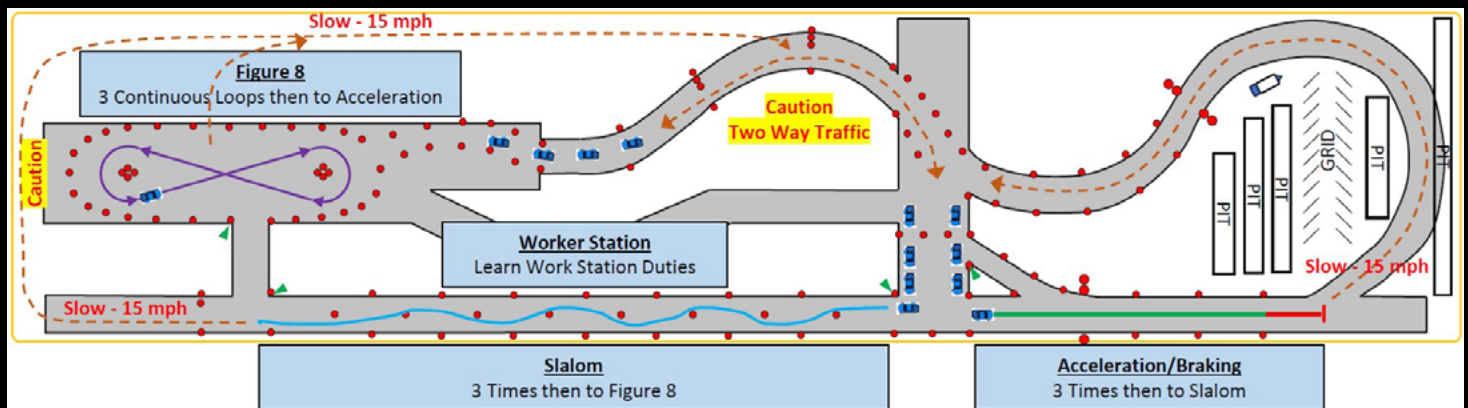 Slow - 15 mph
Figure 8
3 Continuous Loops then to Acceleration
Caution
Two Way Traffic
Caution
PIT
PIT
PIT
GRID
PIT
PIT
Worker Station
Learn Work Station Duties
Slow - 15 mph
Slow - 15 mph
Slalom
3 Times then to Figure 8
Acceleration/Braking
3 Times then to Slalom